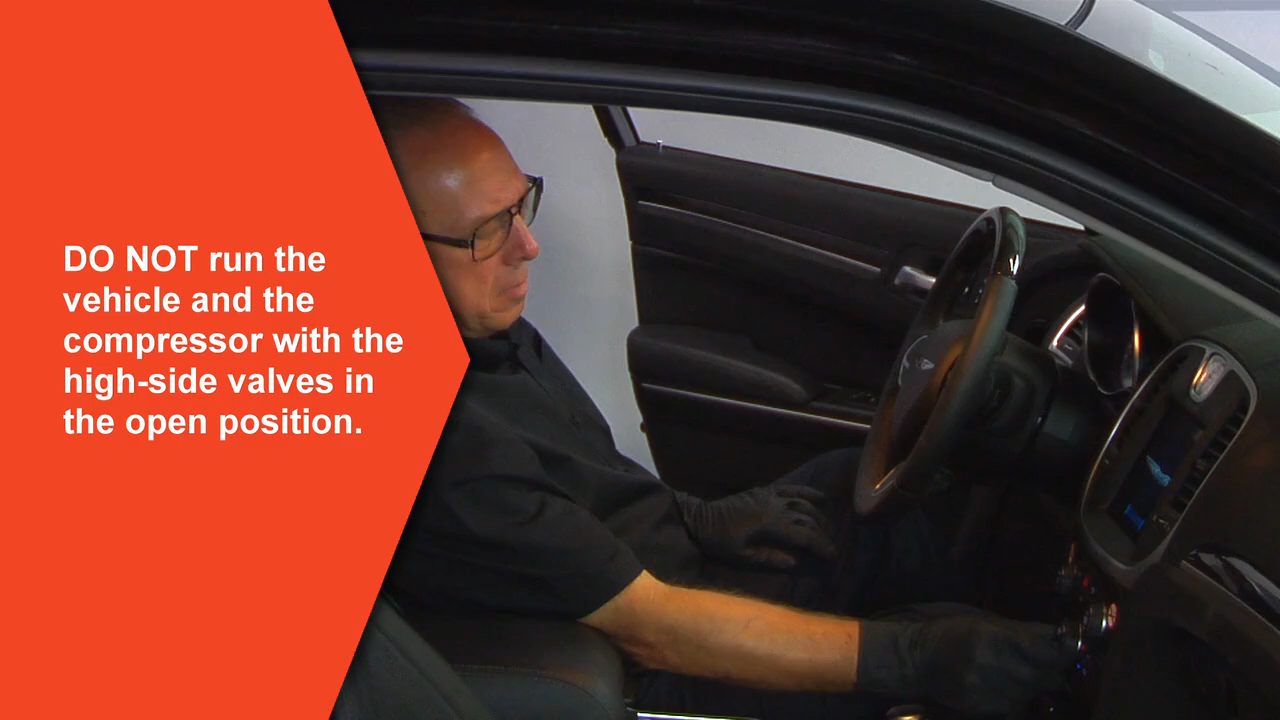 DO NOT run the
vehicle and the
compressor with the
high-side valves in
the open position.